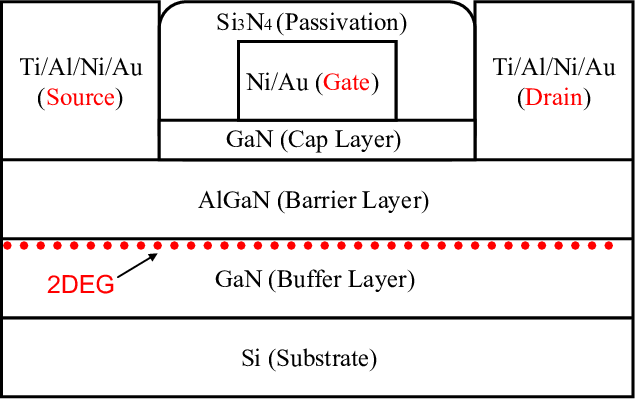 Si3N4 (Passivation)
Ti/Al/Ni/Au
(Source)
Ni/Au (Gate)
Ti/Al/Ni/Au
(Drain)
GaN (Cap Layer)
AlGaN (Barrier Layer)
2DEG
GaN (Buffer Layer)
Si (Substrate)